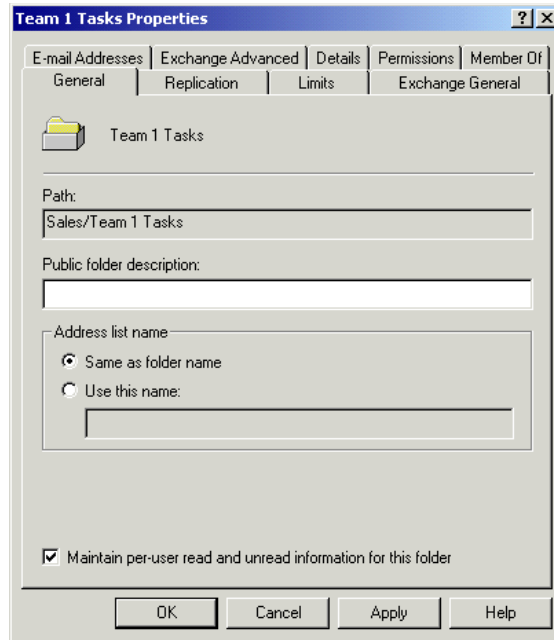 Team 1 Tasks Properties
E-mail Addresses Exchange Advanced Details Permissions Member Of
General Replication Limits Exchange General
Team 1 Tasks
Path:
Sales/Team 1 Tasks
Public folder description:
Address list name
Same as folder name
Use this name:
Maintain per-user read and unread information for this folder
OK Cancel Apply Help